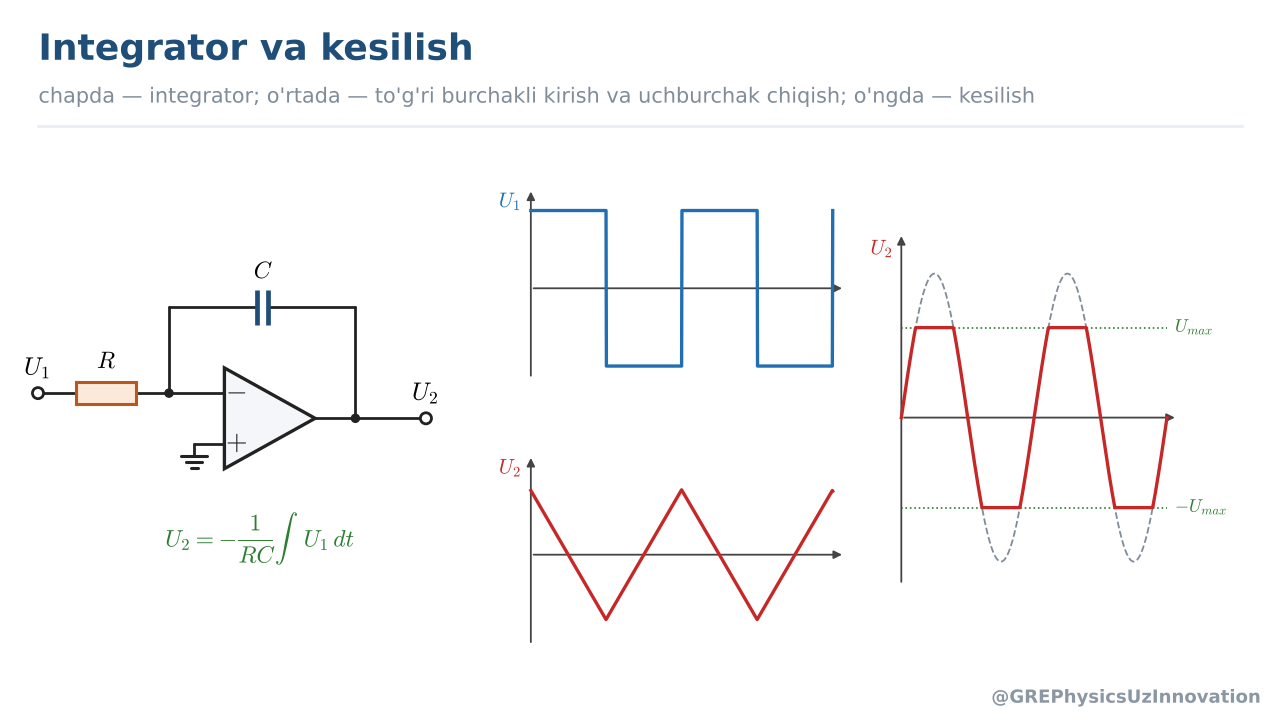 Integrator va kesilish
chapda — integrator; o'rtada — to'g'ri burchakli kirish va uchburchak chiqish; o'ngda — kesilish
U₁
R
C
−
+
U₂
U₂ = −1/RC ∫ U₁ dt
U₁
U₂
U₂
U_max
−U_max
@GREPhysicsUzInnovation